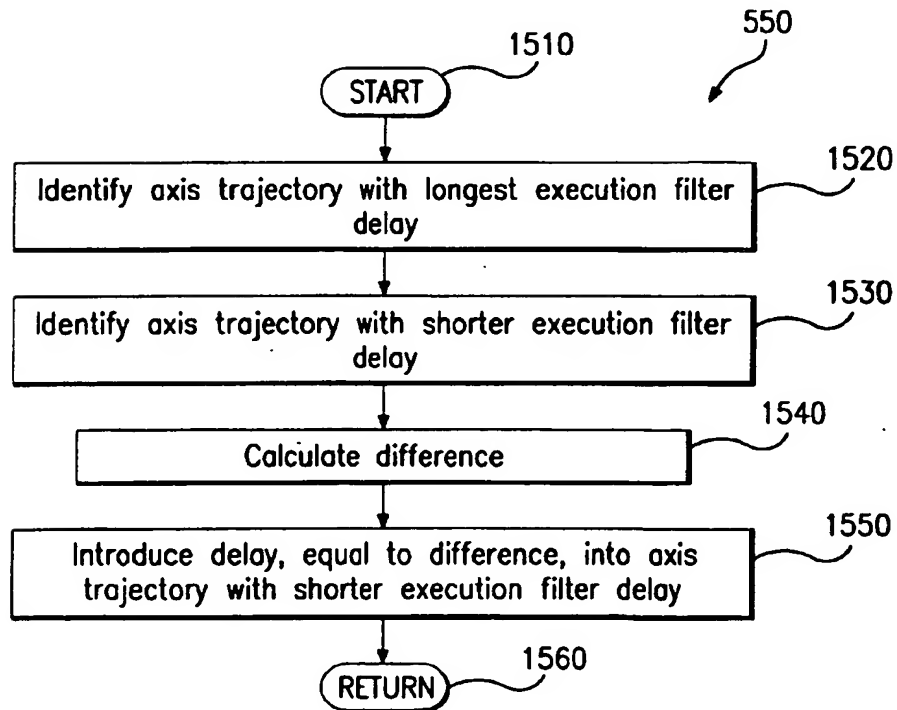 550
1510
START
1520
Identify axis trajectory with longest execution filter
delay
1530
Identify axis trajectory with shorter execution filter
delay
1540
Calculate difference
1550
Introduce delay, equal to difference, into axis
trajectory with shorter execution filter delay
1560
RETURN